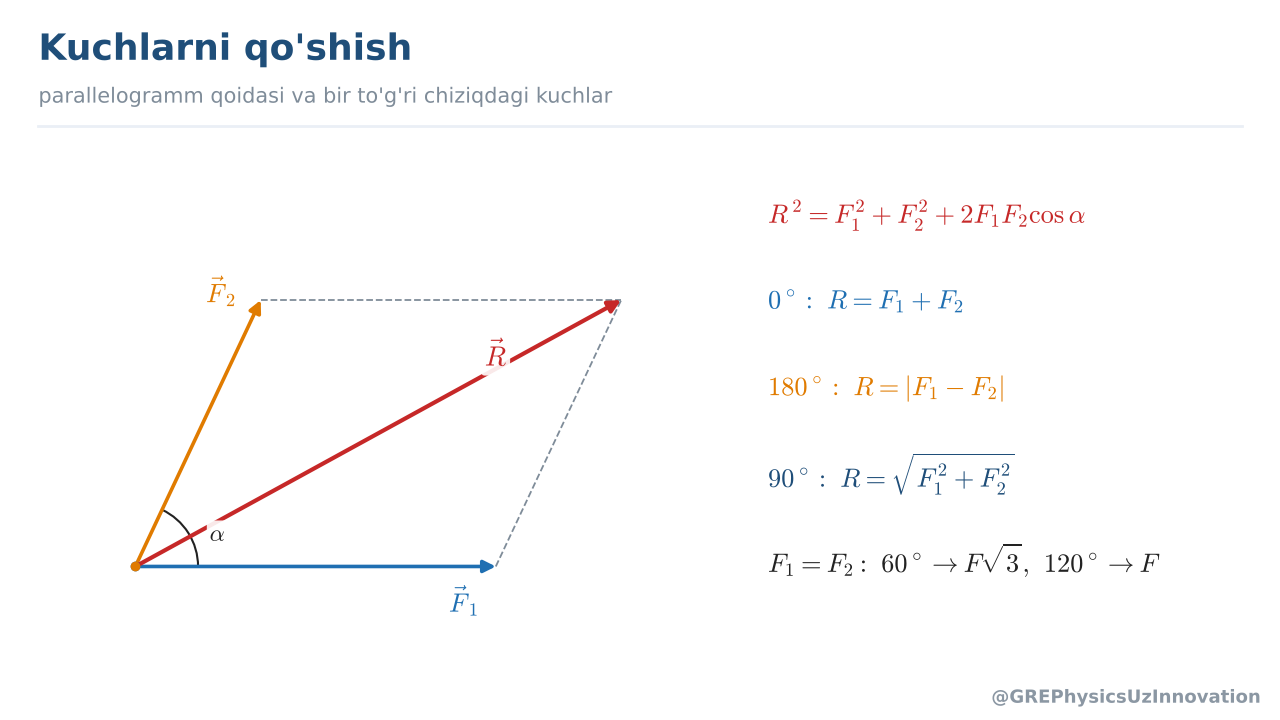 Kuchlarni qo'shish
parallelogramm qoidasi va bir to'g'ri chiziqdagi kuchlar
R² = F₁² + F₂² + 2F₁F₂cos α
0° : R = F₁ + F₂
180° : R = |F₁ − F₂|
90° : R = √(F₁² + F₂²)
F₁ = F₂ : 60° → F√3, 120° → F
F⃗₂
R⃗
α
F⃗₁
@GREPhysicsUzInnovation